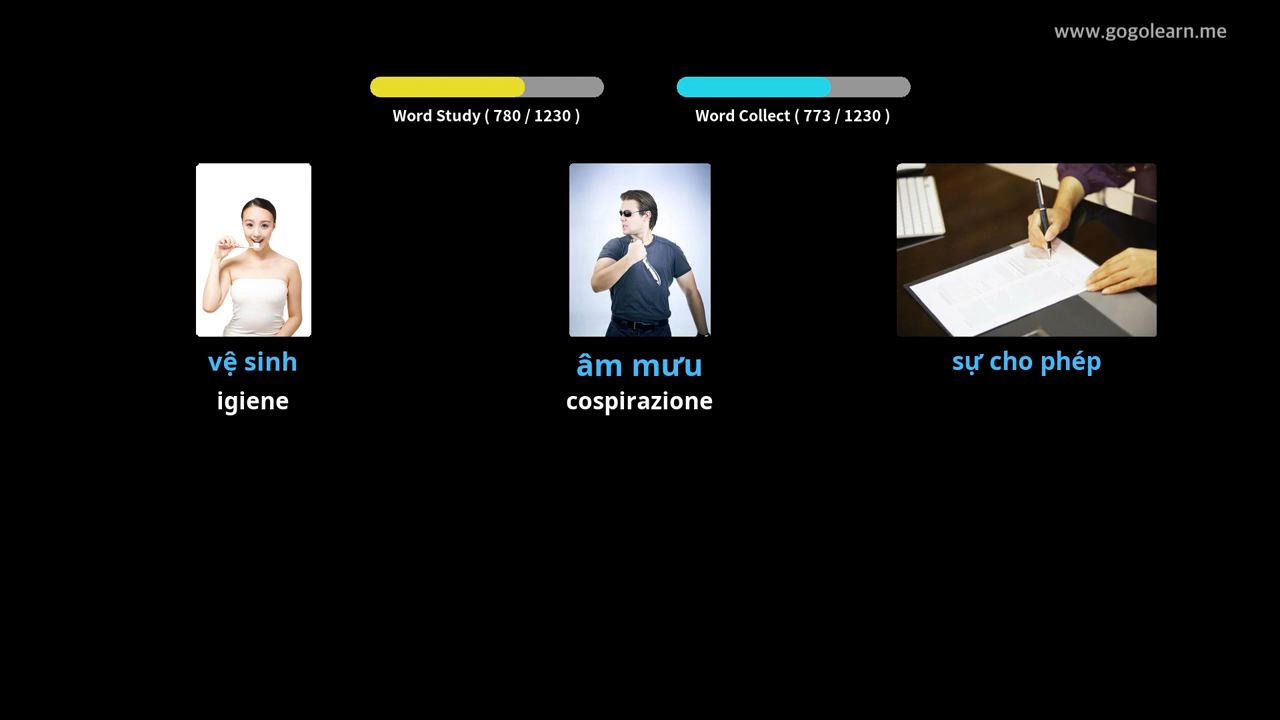 www.gogolearn.me
Word Study ( 780 / 1230 )
Word Collect ( 773 / 1230 )
vệ sinh
igiene
âm mưu
cospirazione
sự cho phép